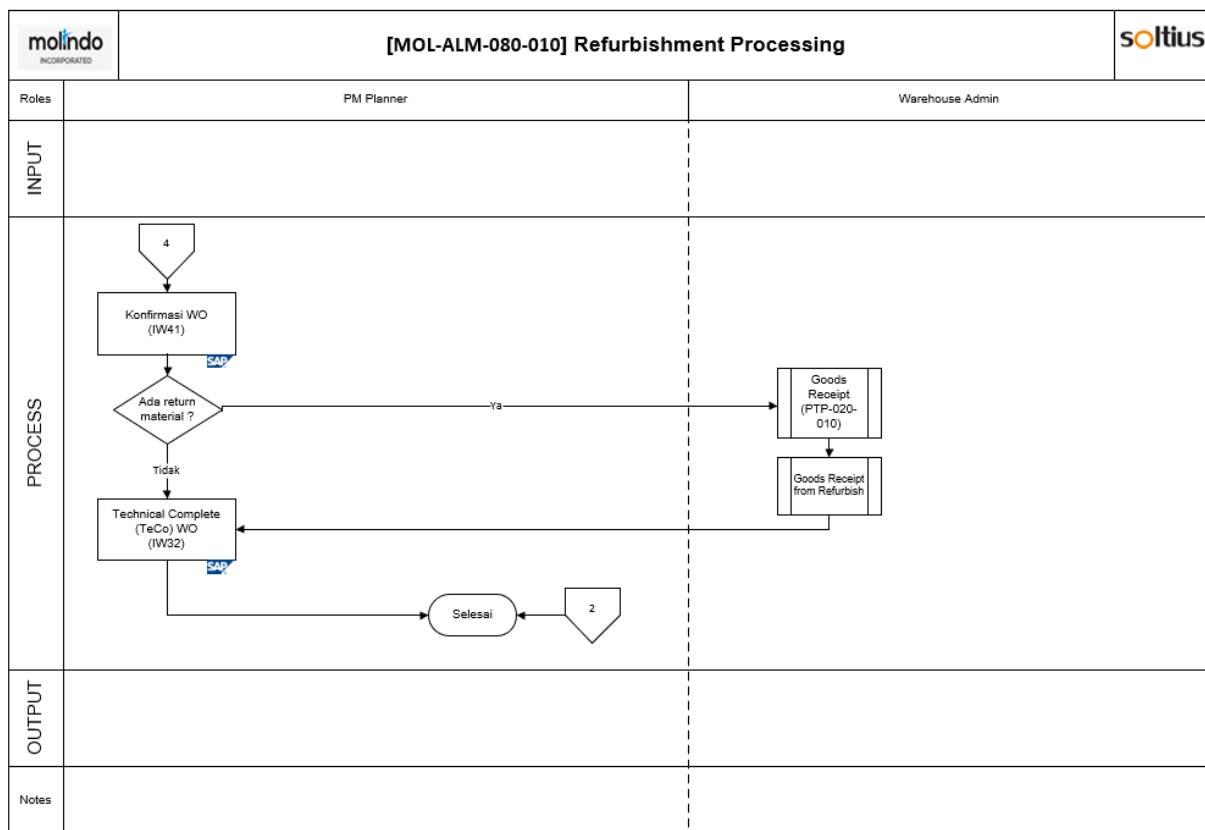 molindo
INCORPORATED
[MOL-ALM-080-010] Refurbishment Processing
soltius
Roles
PM Planner
Warehouse Admin
INPUT
PROCESS
4
Konfirmasi WO
(IW41)
SAP
Ada return
material ?
Ya
Goods
Receipt
(PTP-020-
010)
Tidak
Goods Receipt
from Refurbish
Technical Complete
(TeCo) WO
(IW32)
SAP
Selesai
2
OUTPUT
Notes